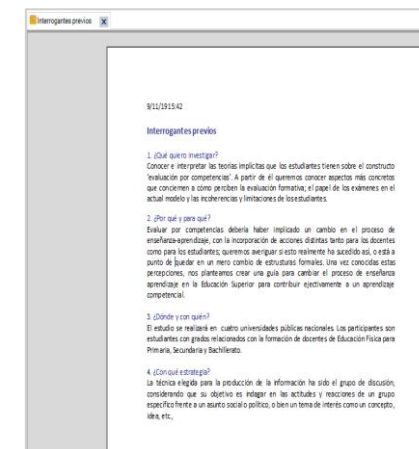 Interrogantes previos
9/11/1915:42
Interrogantes previos
1. ¿Qué quiero investigar?
Conocer e interpretar las teorías implícitas que los estudiantes tienen sobre el constructo
'evaluación por competencias'. A partir de él queremos conocer aspectos más concretos
que conciernen a cómo perciben la evaluación formativa; el papel de los exámenes en el
actual modelo y las incoherencias y limitaciones de los estudiantes.
2. ¿Por qué y para qué?
Evaluar por competencias debería haber implicado un cambio en el proceso de
enseñanza-aprendizaje, con la incorporación de acciones distintas tanto para los docentes
como para los estudiantes; queremos averiguar si esto realmente ha sucedido así, o está a
punto de quedar en un mero combio de estructuras formales. Una vez conocidas estas
percepciones, nos planteamos crear una guía para cambiar el proceso de enseñanza
aprendizaje en la Educación Superior para contribuir ejectivamente a un aprendizaje
competencial.
3. ¿Dónde y con quién?
El estudio se realizará en cuatro universidades públicas nacionales. Los participantes son
estudiantes con grados relacionados con la formación de docentes de Educación Física para
Primaria, Secundaria y Bachillerato.
4. ¿Con qué estrategia?
La técnica elegida para la producción de la información ha sido el grupo de discusión,
considerando que su objetivo es indagar en las actitudes y reacciones de un grupo
específico frente a un asunto social o político, o bien un tema de interés como un concepto,
idea, etc.,